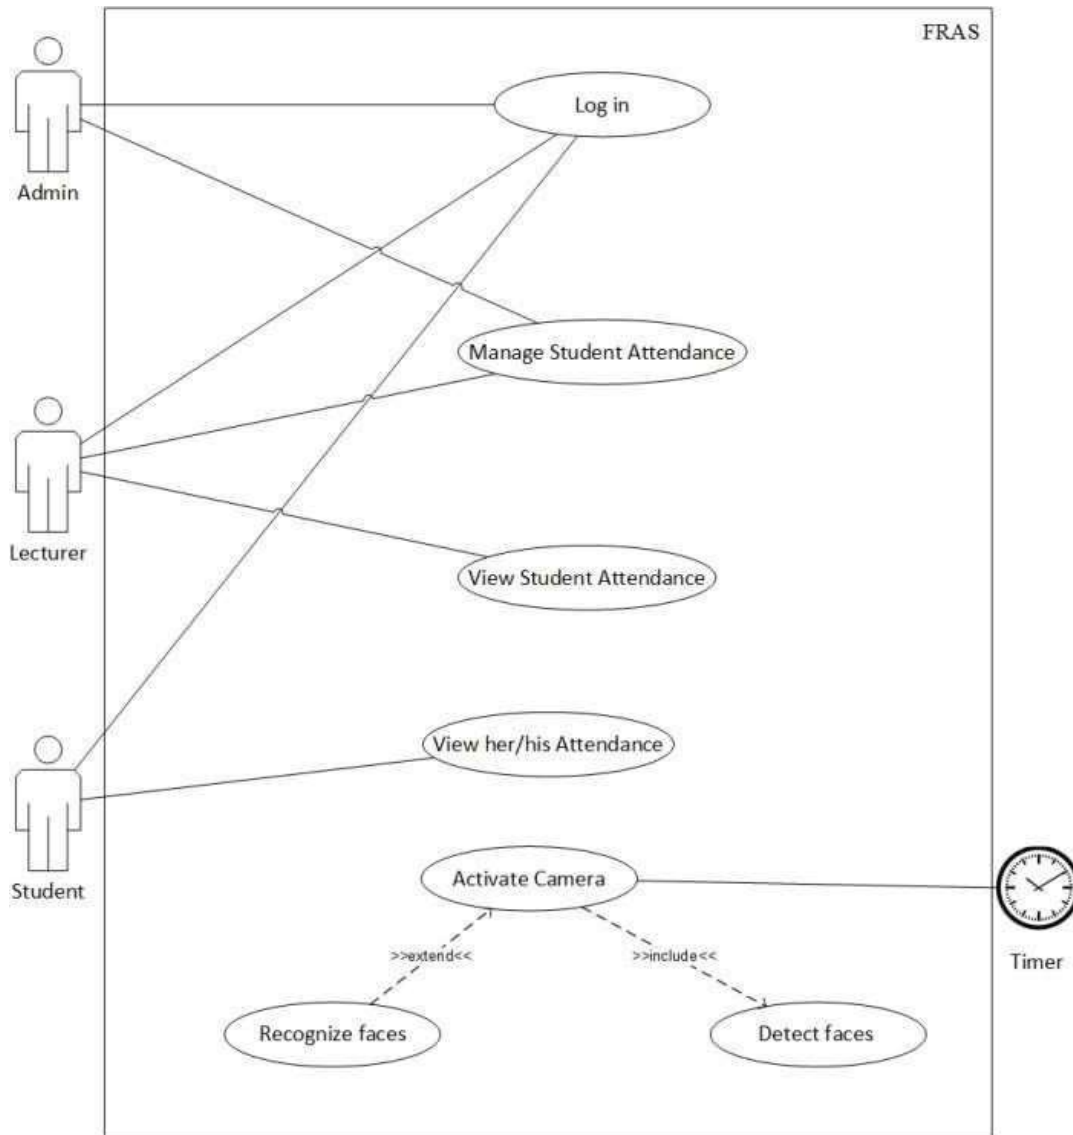 FRAS
Log in
Admin
Manage Student Attendance
Lecturer
View Student Attendance
View her/his Attendance
Student
Activate Camera
>>extend<<
>>include<<
Timer
Recognize faces
Detect faces